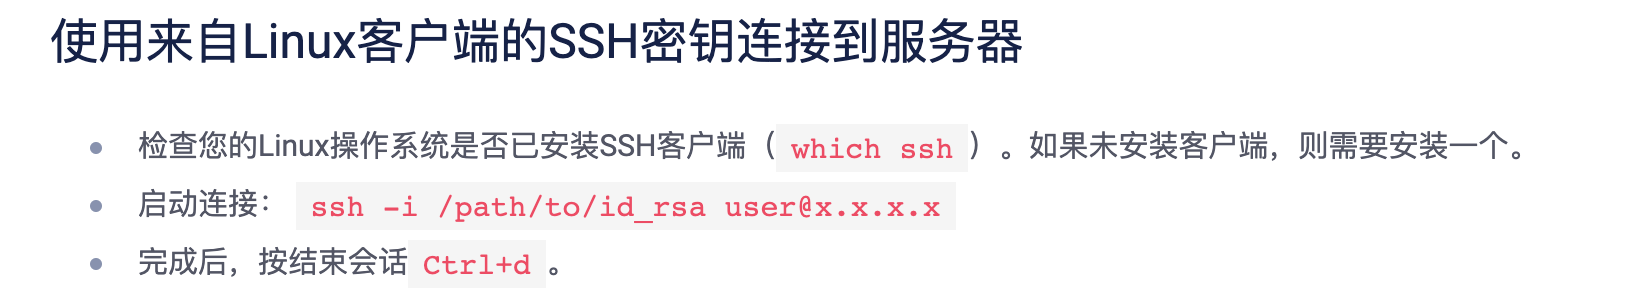 使用来自Linux客户端的SSH密钥连接到服务器
检查您的Linux操作系统是否已安装SSH客户端（which ssh）。如果未安装客户端，则需要安装一个。
启动连接： ssh -i /path/to/id_rsa user@x.x.x.x
完成后，按结束会话Ctrl+d。